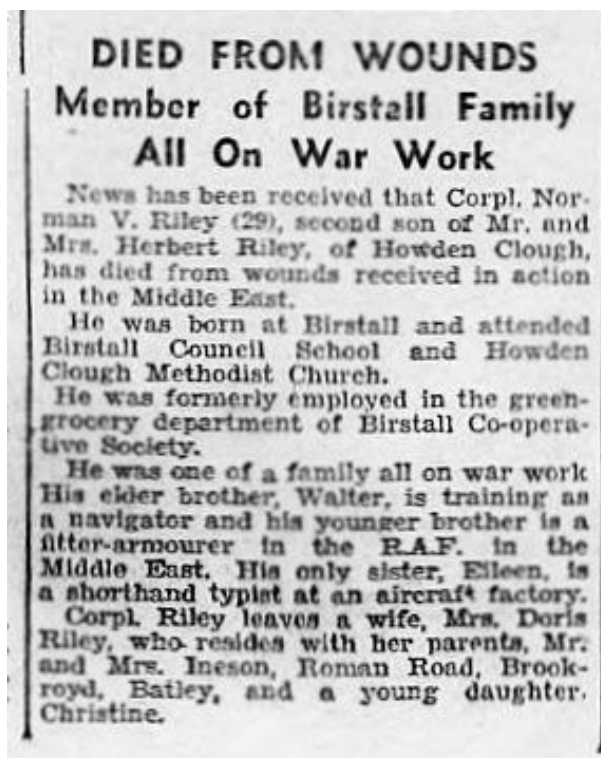 DIED FROM WOUNDS
Member of Birstall Family
All On War Work
News has been received that Corpl. Nor-
man V. Riley (29), second son of Mr. and
Mrs. Herbert Riley, of Howden Clough,
has died from wounds received in action
in the Middle East.
He was born at Birstall and attended
Birstall Council School and Howden
Clough Methodist Church.
He was formerly employed in the green-
grocery department of Birstall Co-opera-
tive Society.
He was one of a family all on war work
His elder brother, Walter, is training as
a navigator and his younger brother is a
fitter-armourer in the R.A.F. in the
Middle East. His only sister, Eileen, is
a shorthand typist at an aircraft factory.
Corpl. Riley leaves a wife, Mrs. Doris
Riley, who resides with her parents, Mr.
and Mrs. Ineson, Roman Road, Brook-
royd, Batley, and a young daughter.
Christine.